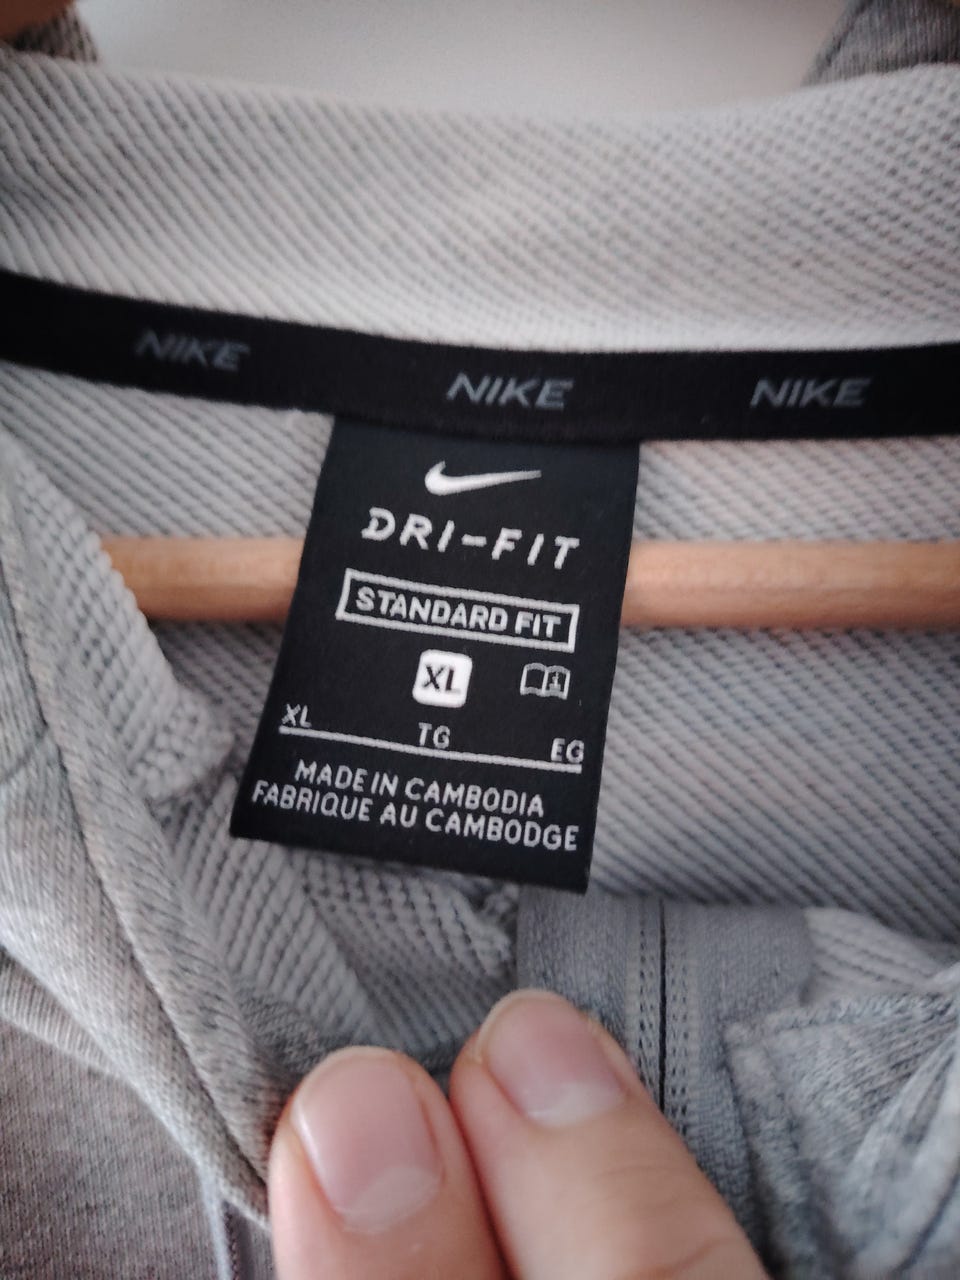 NIKE NIKE NIKE
DRI-FIT
STANDARD FIT
XL
XL TG EG
MADE IN CAMBODIA
FABRIQUE AU CAMBODGE